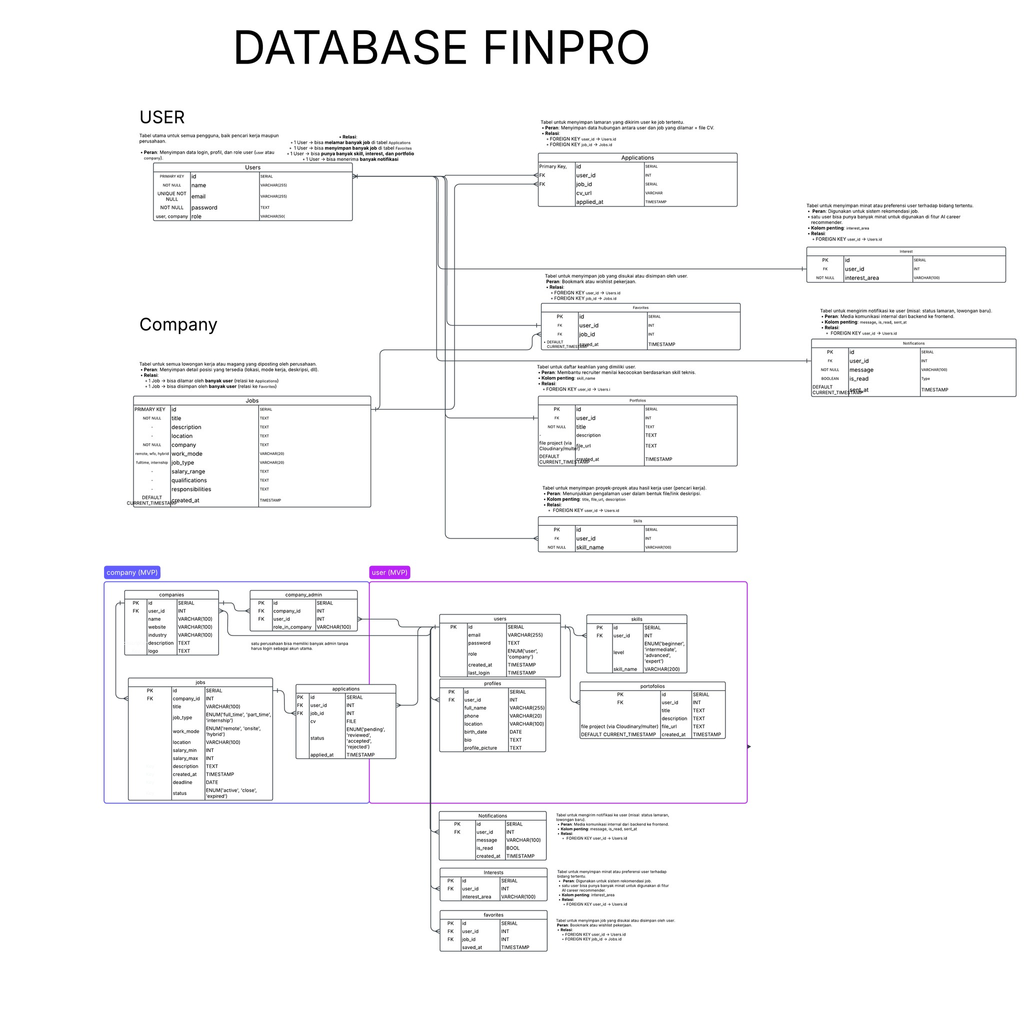 DATABASE FINPRO
USER
Tabel utama untuk semua pengguna, baik pencari kerja maupun
perusahaan.
• Peran: Menyimpan data login, profil, dan role user (user atau
company).
• Relasi:
• 1 User → bisa melamar banyak job di tabel Applications
• 1 User → bisa menyimpan banyak job di tabel Favorites
• 1 User → bisa punya banyak skill, interest, dan portfolio
• 1 User → bisa menerima banyak notifikasi
Users
PRIMARY KEY id SERIAL
NOT NULL name VARCHAR(255)
UNIQUE NOT NULL email VARCHAR(255)
NOT NULL password TEXT
user, company role VARCHAR(50)
Tabel untuk menyimpan lamaran yang dikirim user ke job tertentu.
• Peran: Menyimpan data hubungan antara user dan job yang dilamar + file CV.
• Relasi:
• FOREIGN KEY user_id → Users.id
• FOREIGN KEY job_id → Jobs.id
Applications
Primary Key, id SERIAL
FK user_id INT
FK job_id SERIAL
cv_url VARCHAR
applied_at TIMESTAMP
Tabel untuk menyimpan minat atau preferensi user terhadap bidang tertentu.
• Peran: Digunakan untuk sistem rekomendasi job.
• satu user bisa punya banyak minat untuk digunakan di fitur AI career
recommender.
• Kolom penting: interest_area
• Relasi:
• FOREIGN KEY user_id → Users.id
Interest
PK id SERIAL
FK user_id INT
NOT NULL interest_area VARCHAR(100)
Tabel untuk menyimpan job yang disukai atau disimpan oleh user.
Peran: Bookmark atau wishlist pekerjaan.
• Relasi:
• FOREIGN KEY user_id → Users.id
• FOREIGN KEY job_id → Jobs.id
Favorites
PK id SERIAL
FK user_id INT
FK job_id INT
• DEFAULT CURRENT_TIMESTAMP saved_at TIMESTAMP
Tabel untuk mengirim notifikasi ke user (misal: status lamaran, lowongan baru).
• Peran: Media komunikasi internal dari backend ke frontend.
• Kolom penting: message, is_read, sent_at
• Relasi:
• FOREIGN KEY user_id → Users.id
Notifications
PK id SERIAL
FK user_id INT
NOT NULL message VARCHAR(100)
BOOLEAN is_read Type
DEFAULT CURRENT_TIMESTAMP sent_at TIMESTAMP
Company
Tabel untuk semua lowongan kerja atau magang yang diposting oleh perusahaan.
• Peran: Menyimpan detail posisi yang tersedia (lokasi, mode kerja, deskripsi, dll).
• Relasi:
• 1 Job → bisa dilamar oleh banyak user (relasi ke Applications)
• 1 Job → bisa disimpan oleh banyak user (relasi ke Favorites)
Jobs
PRIMARY KEY id SERIAL
NOT NULL title TEXT
- description TEXT
- location TEXT
NOT NULL company TEXT
remote, wfo, hybrid work_mode VARCHAR(20)
fulltime, internship job_type VARCHAR(20)
- salary_range TEXT
- qualifications TEXT
- responsibilities TEXT
DEFAULT CURRENT_TIMESTAMP created_at TIMESTAMP
Tabel untuk daftar keahlian yang dimiliki user.
• Peran: Membantu recruiter menilai kecocokan berdasarkan skill teknis.
• Kolom penting: skill_name
• Relasi
• FOREIGN KEY user_id → Users.i
Portfolios
PK id SERIAL
FK user_id INT
NOT NULL title TEXT
- description TEXT
file project (via Cloudinary/multer) file_url TEXT
DEFAULT CURRENT_TIMESTAMP created_at TIMESTAMP
Tabel untuk menyimpan proyek-proyek atau hasil kerja user (pencari kerja).
• Peran: Menunjukkan pengalaman user dalam bentuk file/link deskripsi.
• Kolom penting: title, file_url, description
• Relasi:
• FOREIGN KEY user_id → Users.id
Skills
PK id SERIAL
FK user_id INT
NOT NULL skill_name VARCHAR(100)
company (MVP)
user (MVP)
companies
PK id SERIAL
FK user_id INT
name VARCHAR(100)
website VARCHAR(100)
industry VARCHAR(100)
description TEXT
logo TEXT
company_admin
PK id SERIAL
FK company_id INT
FK user_id INT
role_in_company VARCHAR(100)
satu perusahaan bisa memiliki banyak admin tanpa
harus login sebagai akun utama.
users
PK id SERIAL
email VARCHAR(255)
password TEXT
role ENUM('user', 'company')
created_at TIMESTAMP
last_login TIMESTAMP
skills
PK id SERIAL
FK user_id INT
level ENUM('beginner', 'intermediate', 'advanced', 'expert')
skill_name VARCHAR(200)
jobs
PK id SERIAL
FK company_id INT
title VARCHAR(100)
job_type ENUM('full_time', 'part_time', 'internship')
work_mode ENUM('remote', 'onsite', 'hybrid')
location VARCHAR(100)
salary_min INT
salary_max INT
description TEXT
created_at TIMESTAMP
deadline DATE
status ENUM('active', 'close', 'expired')
applications
PK id SERIAL
FK user_id INT
FK job_id INT
cv FILE
status ENUM('pending', 'reviewed', 'accepted', 'rejected')
applied_at TIMESTAMP
profiles
PK id SERIAL
FK user_id INT
full_name VARCHAR(255)
phone VARCHAR(20)
location VARCHAR(100)
birth_date DATE
bio TEXT
profile_picture TEXT
portofolios
PK id SERIAL
FK user_id INT
title TEXT
description TEXT
file project (via Cloudinary/multer) file_url TEXT
DEFAULT CURRENT_TIMESTAMP created_at TIMESTAMP
Notifications
PK id SERIAL
FK user_id INT
message VARCHAR(100)
is_read BOOL
created_at TIMESTAMP
Tabel untuk mengirim notifikasi ke user (misal: status lamaran,
lowongan baru).
• Peran: Media komunikasi internal dari backend ke frontend.
• Kolom penting: message, is_read, sent_at
• Relasi:
• FOREIGN KEY user_id → Users.id
Interests
PK id SERIAL
FK user_id INT
interest_area VARCHAR(100)
Tabel untuk menyimpan minat atau preferensi user terhadap
bidang tertentu.
• Peran: Digunakan untuk sistem rekomendasi job.
• satu user bisa punya banyak minat untuk digunakan di fitur
AI career recommender.
• Kolom penting: interest_area
• Relasi:
• FOREIGN KEY user_id → Users.id
favorites
PK id SERIAL
FK user_id INT
FK job_id INT
saved_at TIMESTAMP
Tabel untuk menyimpan job yang disukai atau disimpan oleh user.
Peran: Bookmark atau wishlist pekerjaan.
• Relasi:
• FOREIGN KEY user_id → Users.id
• FOREIGN KEY job_id → Jobs.id